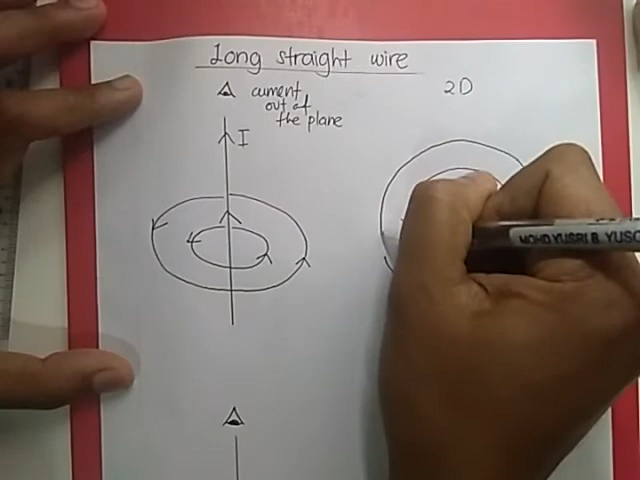 Long straight wire
current
out of
the plane
2D
I
MOHD YUSRI B. YUSO